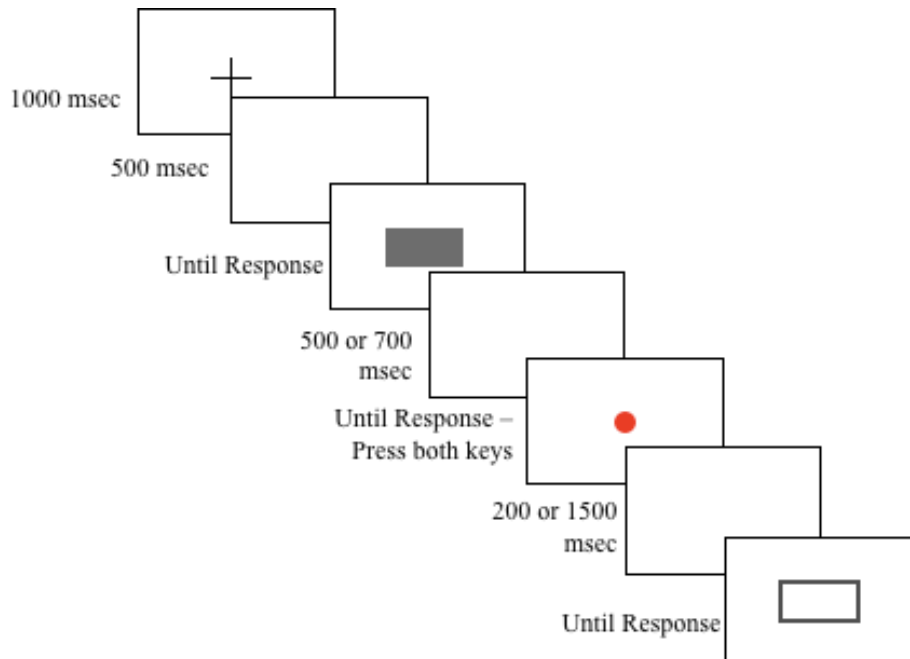 1000 msec
500 msec
Until Response
500 or 700
msec
Until Response –
Press both keys
200 or 1500
msec
Until Response